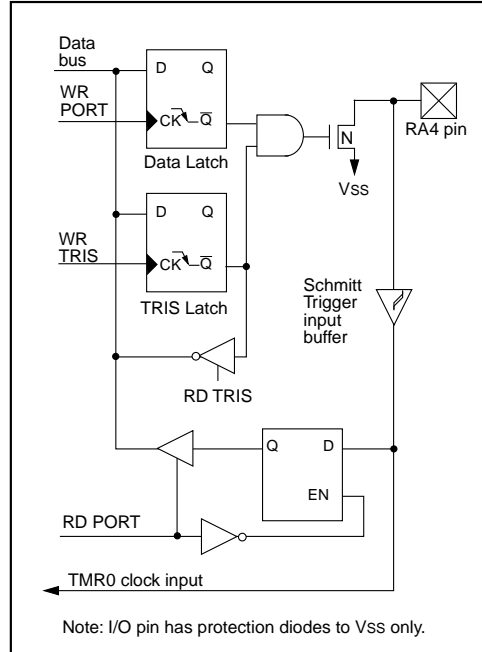 Data
bus
D Q
WR
PORT
CK Q
Data Latch
N
RA4 pin
VSS
D Q
WR
TRIS
CK Q
TRIS Latch
Schmitt
Trigger
input
buffer
RD TRIS
Q D
EN
RD PORT
TMR0 clock input
Note: I/O pin has protection diodes to VSS only.